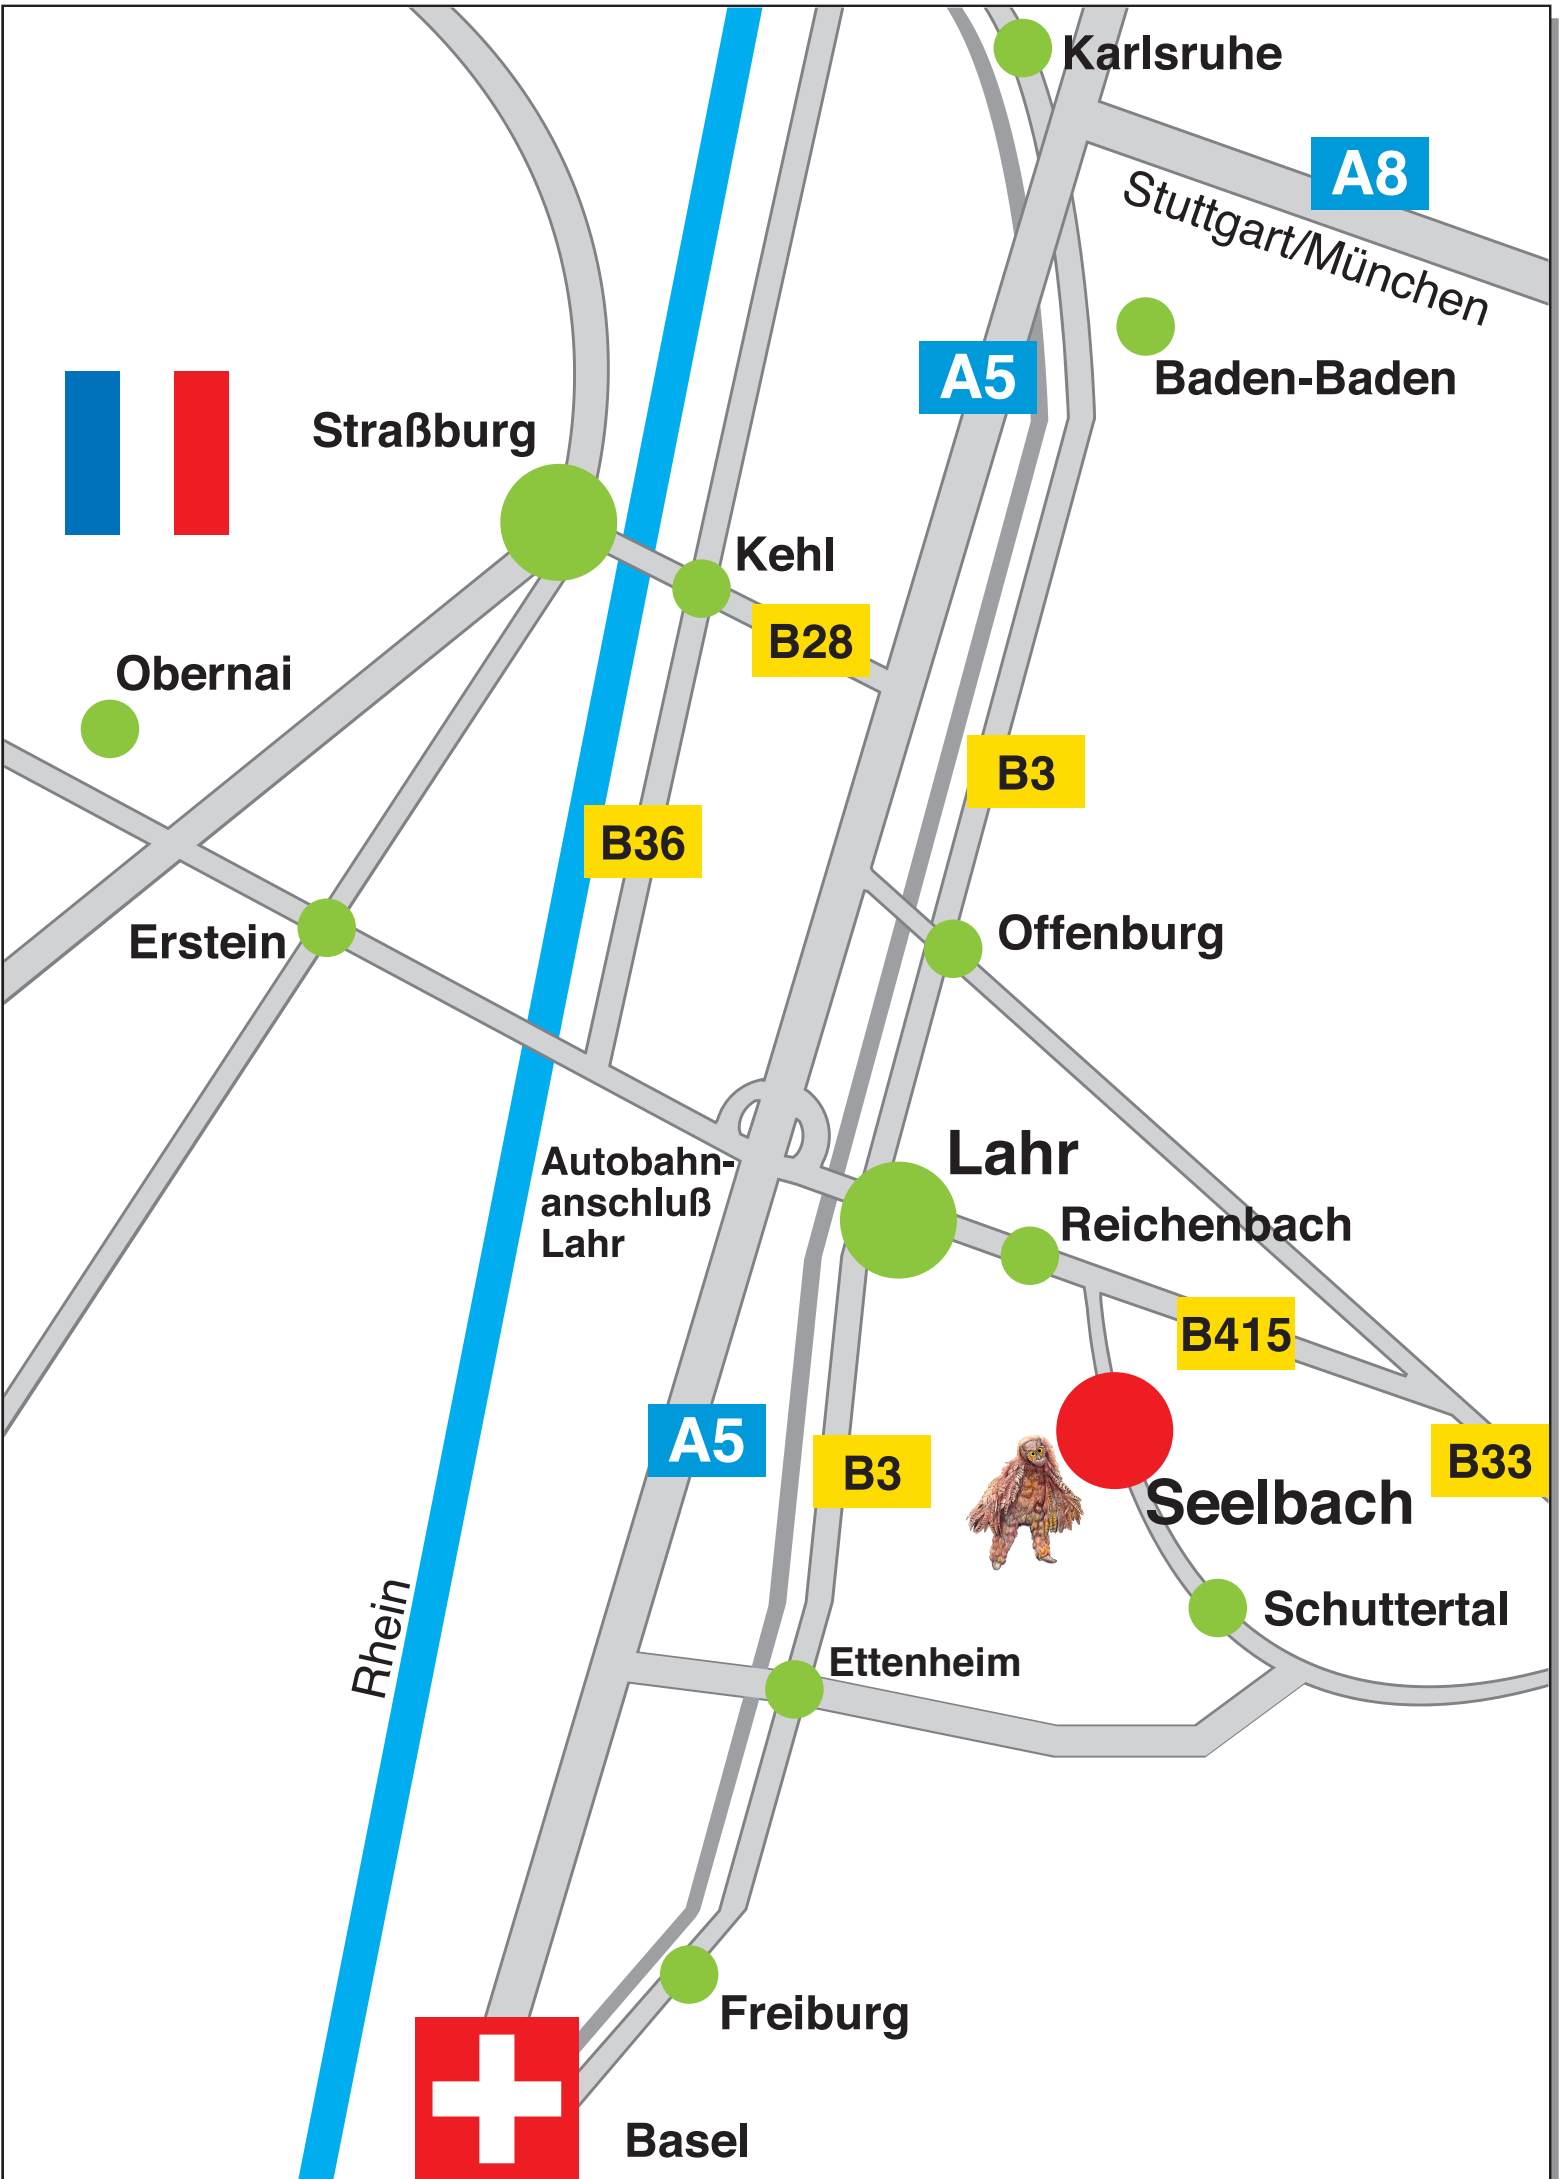 Karlsruhe
A8
Stuttgart/München
Baden-Baden
A5
Straßburg
Kehl
B28
Obernai
B3
B36
Erstein
Offenburg
Autobahn-
anschluß
Lahr
Lahr
Reichenbach
B415
A5
B3
B33
Seelbach
Rhein
Schuttertal
Ettenheim
Freiburg
Basel